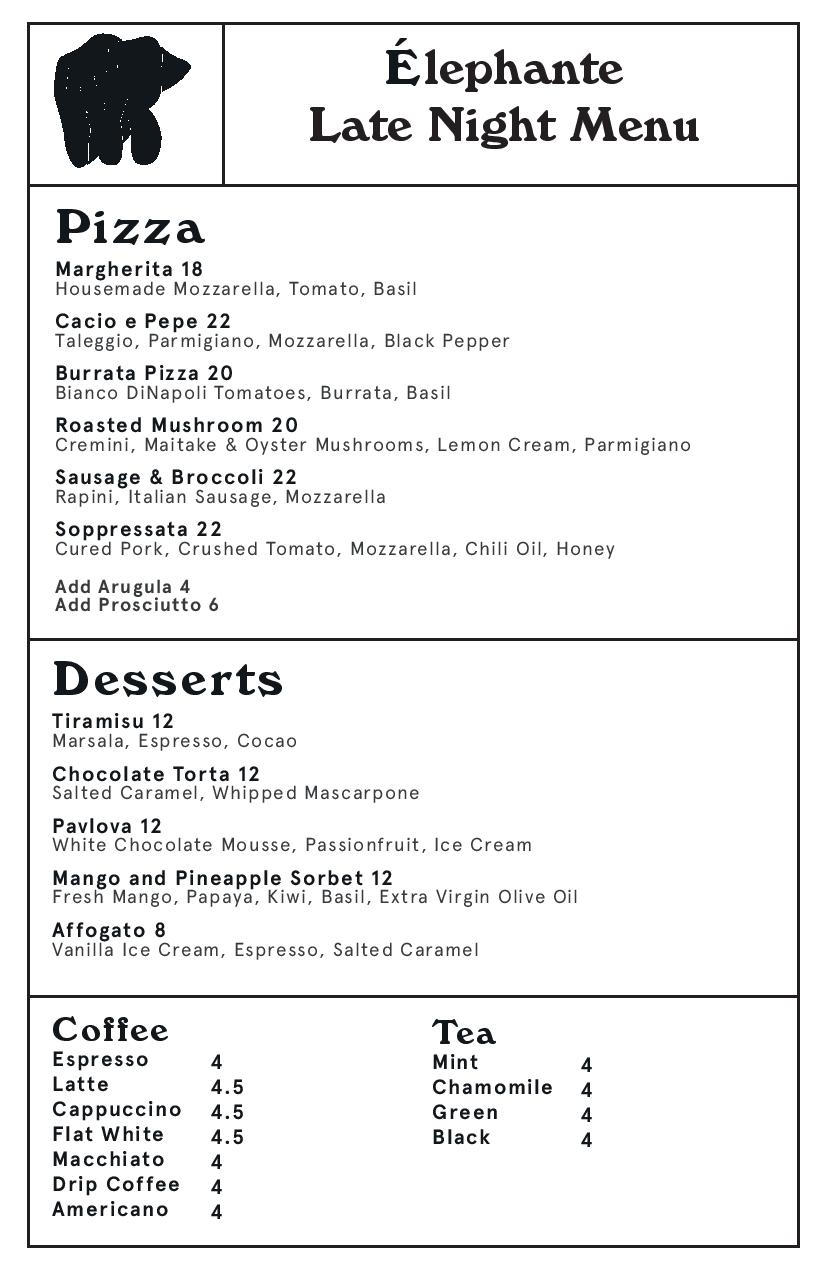 Élephante
Late Night Menu
Pizza
Margherita 18
Housemade Mozzarella, Tomato, Basil
Cacio e Pepe 22
Taleggio, Parmigiano, Mozzarella, Black Pepper
Burrata Pizza 20
Bianco DiNapoli Tomatoes, Burrata, Basil
Roasted Mushroom 20
Cremini, Maitake & Oyster Mushrooms, Lemon Cream, Parmigiano
Sausage & Broccoli 22
Rapini, Italian Sausage, Mozzarella
Soppressata 22
Cured Pork, Crushed Tomato, Mozzarella, Chili Oil, Honey
Add Arugula 4
Add Prosciutto 6
Desserts
Tiramisu 12
Marsala, Espresso, Cocao
Chocolate Torta 12
Salted Caramel, Whipped Mascarpone
Pavlova 12
White Chocolate Mousse, Passionfruit, Ice Cream
Mango and Pineapple Sorbet 12
Fresh Mango, Papaya, Kiwi, Basil, Extra Virgin Olive Oil
Affogato 8
Vanilla Ice Cream, Espresso, Salted Caramel
Coffee
Espresso 4
Latte 4.5
Cappuccino 4.5
Flat White 4.5
Macchiato 4
Drip Coffee 4
Americano 4
Tea
Mint 4
Chamomile 4
Green 4
Black 4